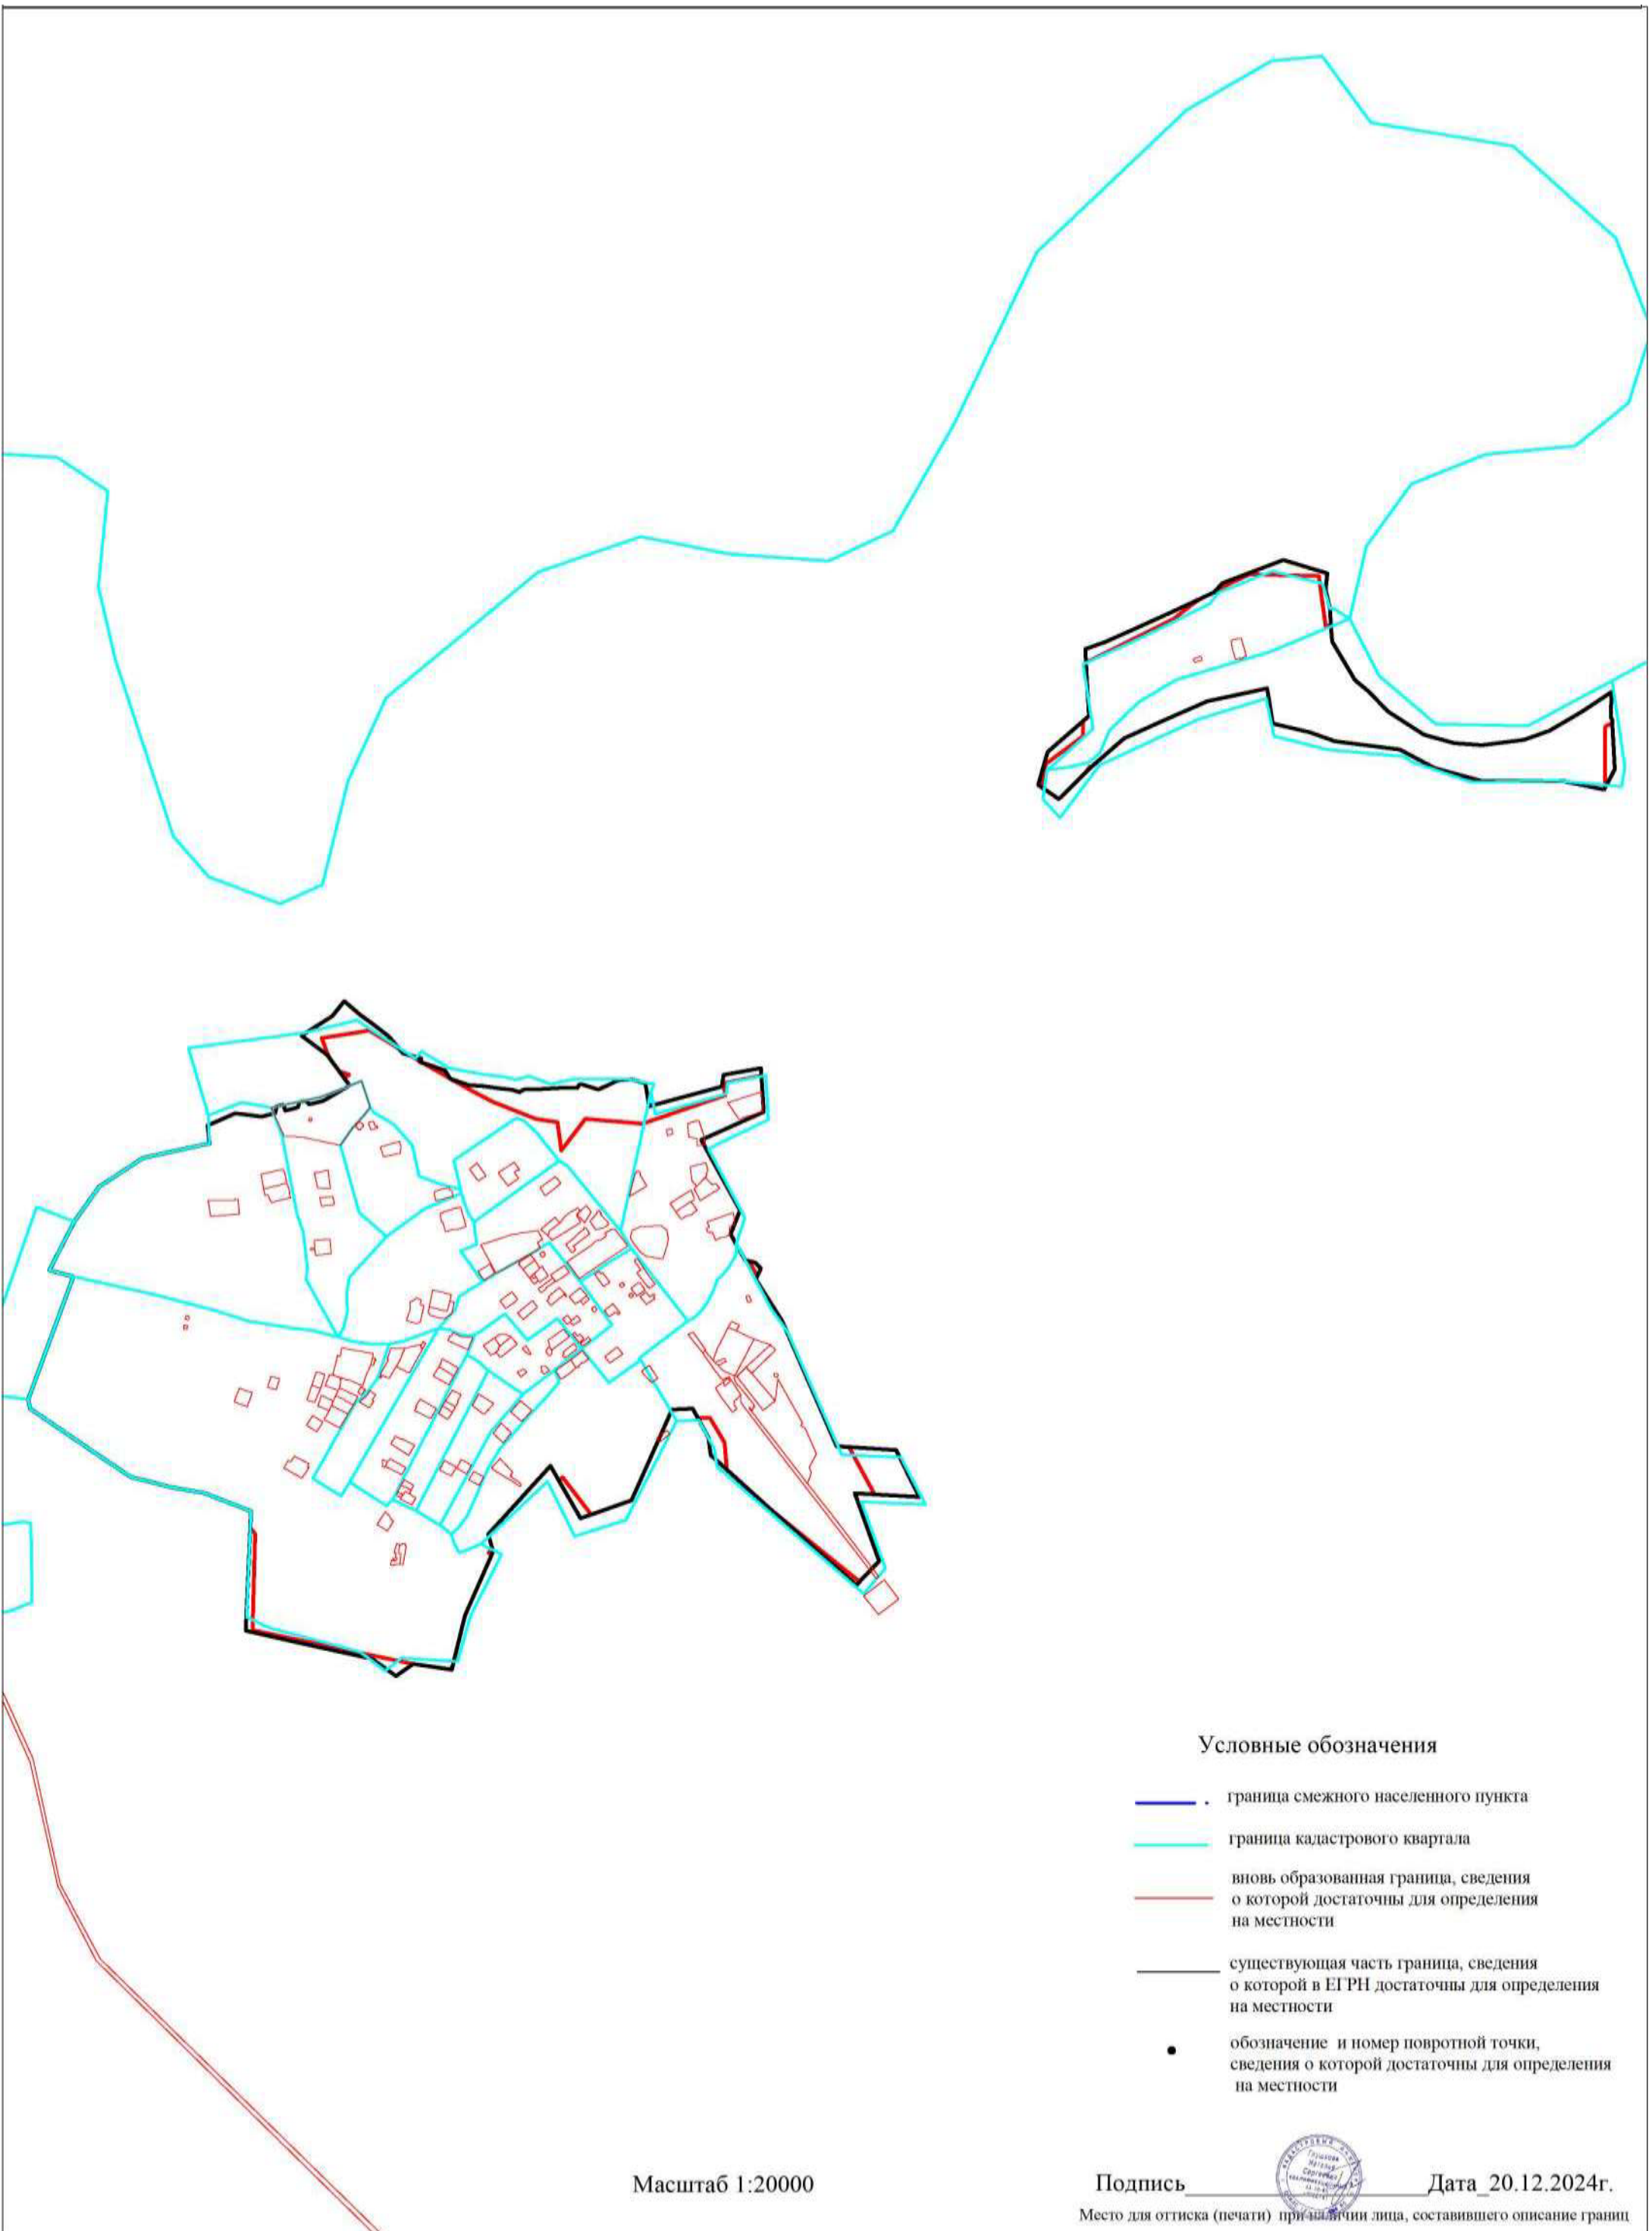 Условные обозначения
граница смежного населенного пункта
граница кадастрового квартала
вновь образованная граница, сведения
о которой достаточны для определения
на местности
существующая часть граница, сведения
о которой в ЕГРН достаточны для определения
на местности
обозначение и номер повротной точки,
сведения о которой достаточны для определения
на местности
Масштаб 1:20000
Подпись Дата 20.12.2024г.
Место для оттиска (печати) при наличии лица, составившего описание границ